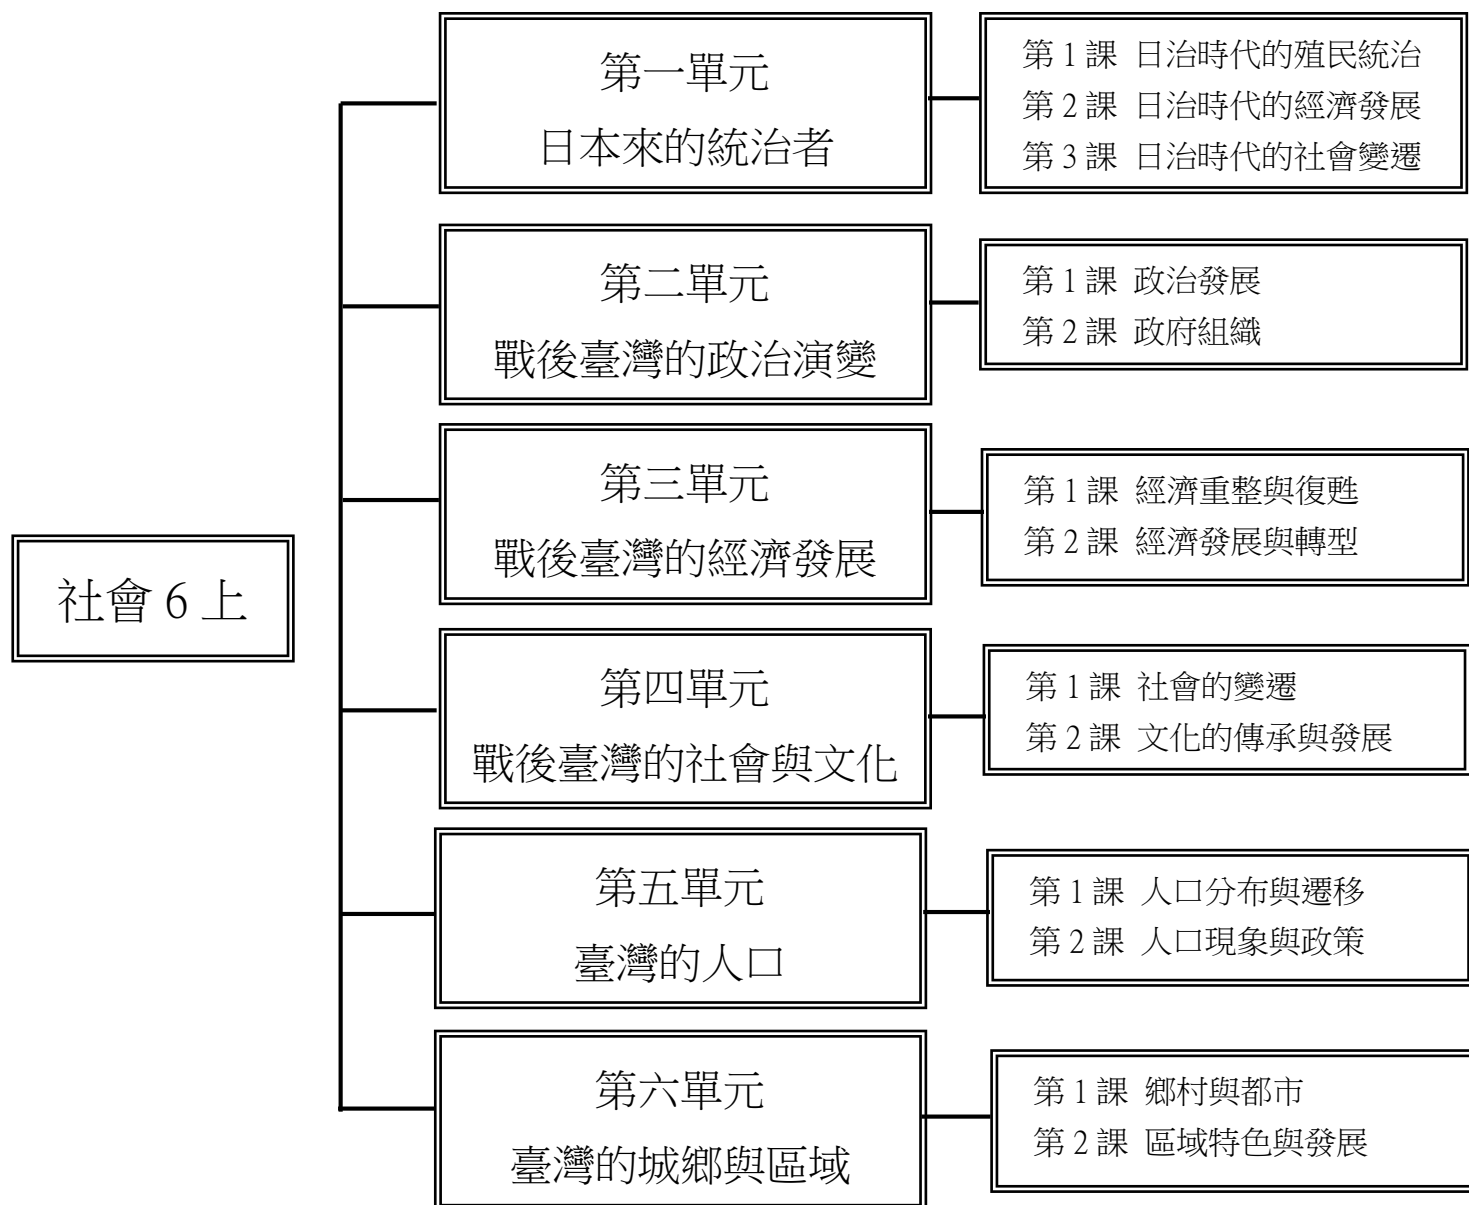 社會 6 上
第一單元
日本來的統治者
第 1 課 日治時代的殖民統治
第 2 課 日治時代的經濟發展
第 3 課 日治時代的社會變遷
第二單元
戰後臺灣的政治演變
第 1 課 政治發展
第 2 課 政府組織
第三單元
戰後臺灣的經濟發展
第 1 課 經濟重整與復甦
第 2 課 經濟發展與轉型
第四單元
戰後臺灣的社會與文化
第 1 課 社會的變遷
第 2 課 文化的傳承與發展
第五單元
臺灣的人口
第 1 課 人口分布與遷移
第 2 課 人口現象與政策
第六單元
臺灣的城鄉與區域
第 1 課 鄉村與都市
第 2 課 區域特色與發展